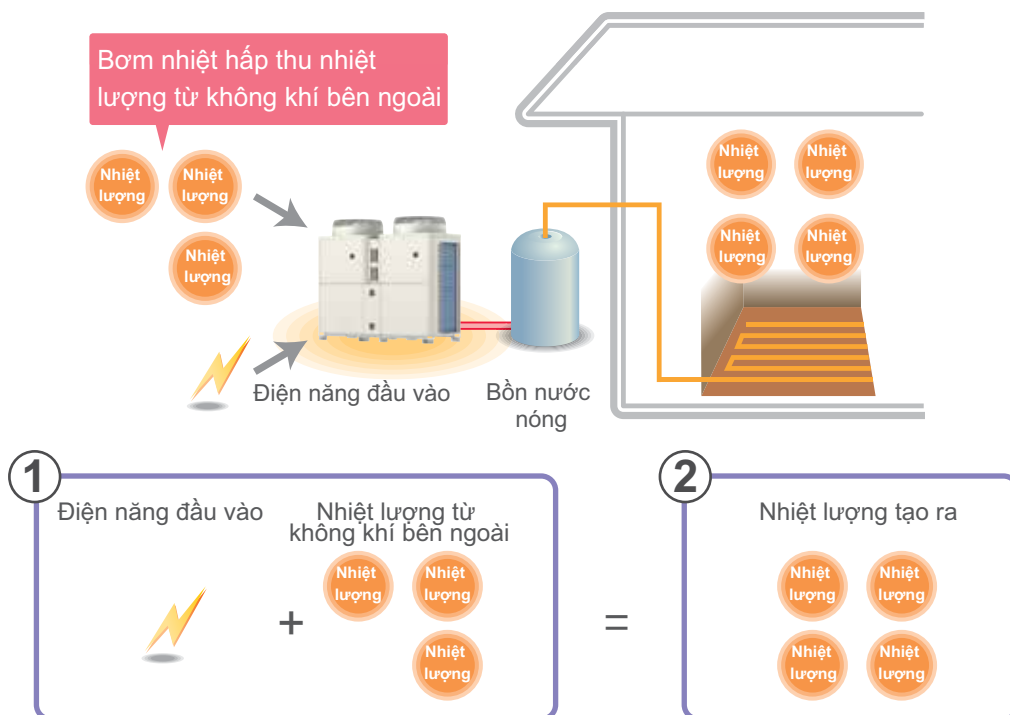 Bơm nhiệt hấp thu nhiệt
lượng từ không khí bên ngoài
Nhiệt
lượng
Nhiệt
lượng
Nhiệt
lượng
Nhiệt
lượng
Nhiệt
lượng
Nhiệt
lượng
Nhiệt
lượng
Điện năng đầu vào
Bồn nước
nóng
1
Điện năng đầu vào
Nhiệt lượng từ
không khí bên ngoài
Nhiệt
lượng
Nhiệt
lượng
Nhiệt
lượng
+
=
2
Nhiệt lượng tạo ra
Nhiệt
lượng
Nhiệt
lượng
Nhiệt
lượng
Nhiệt
lượng